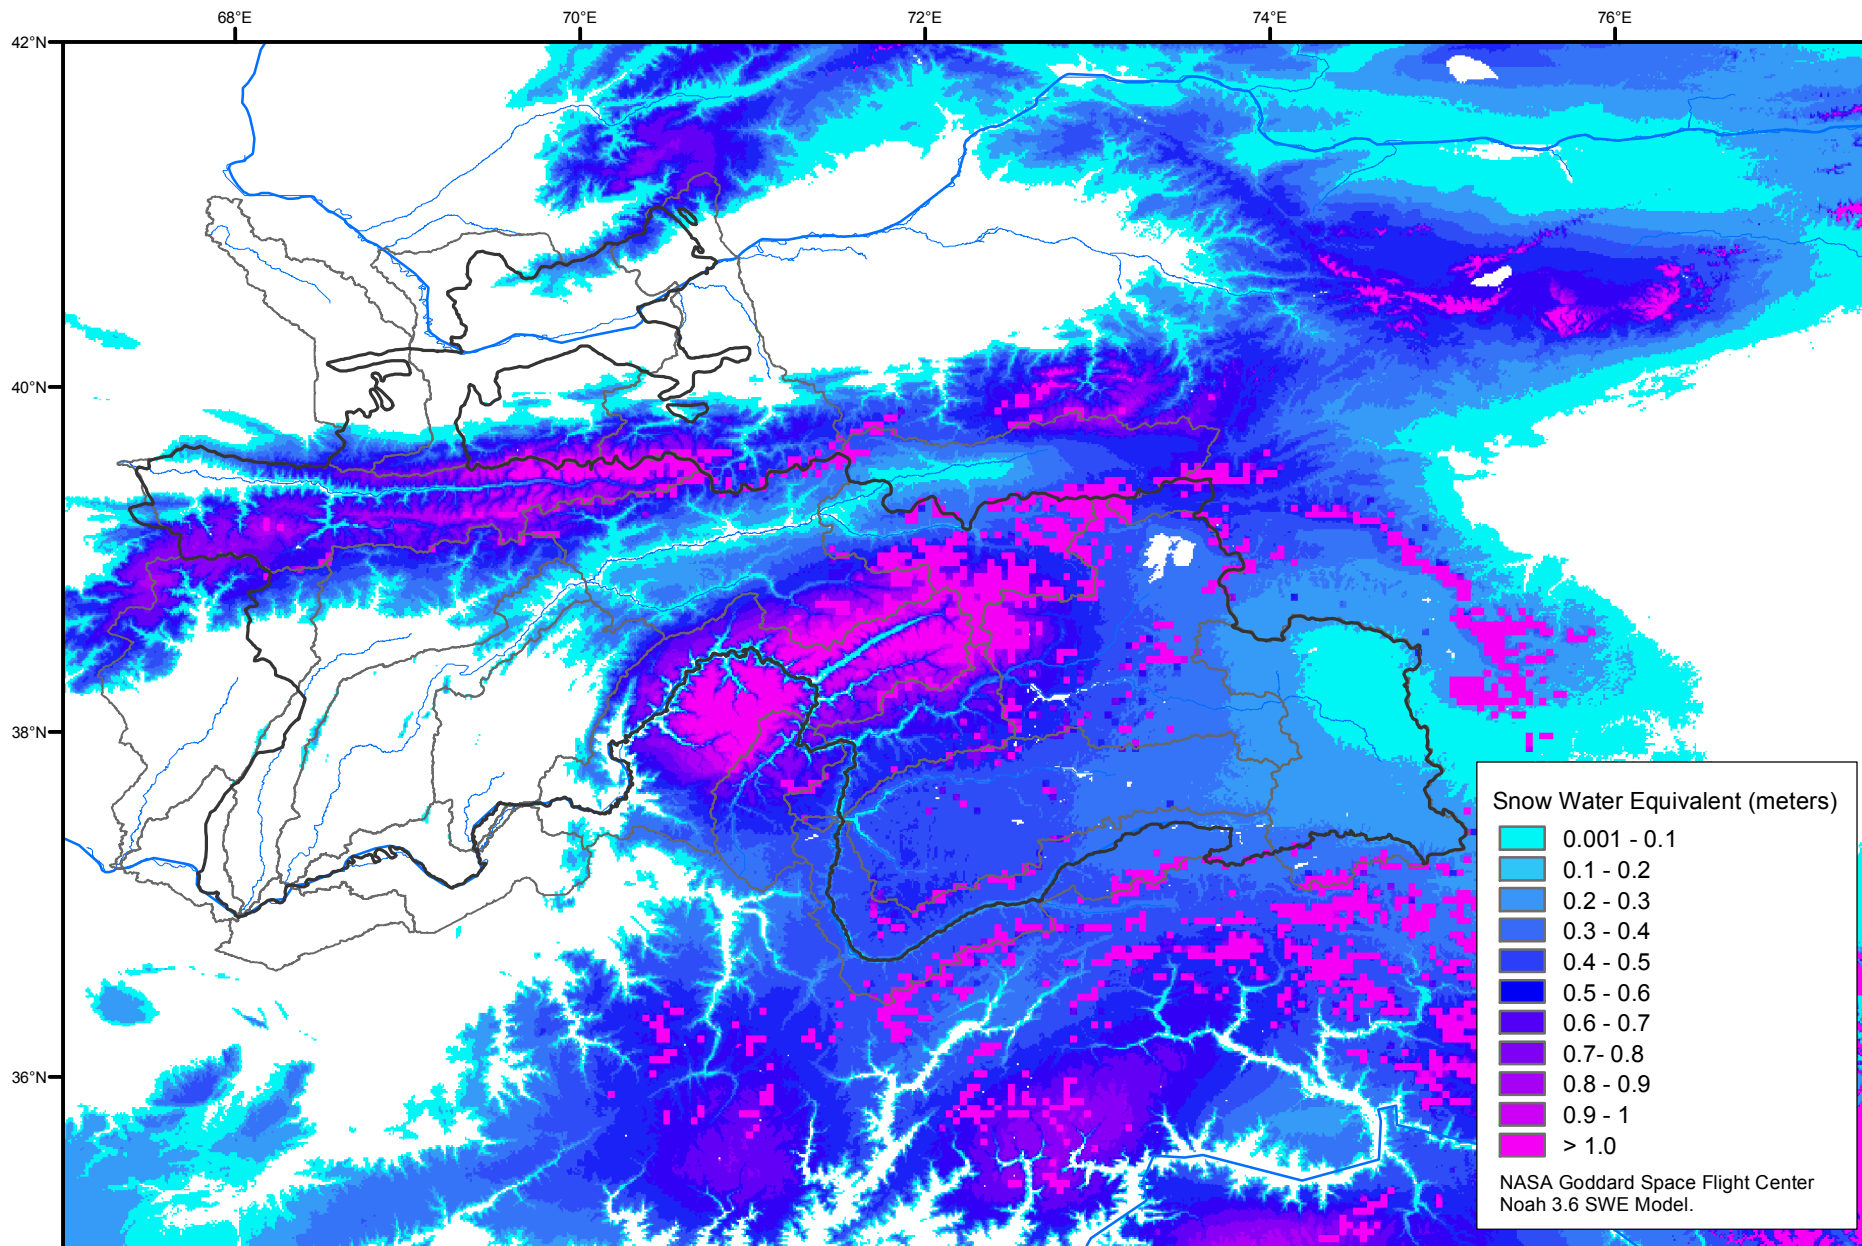 68°E 70°E 72°E 74°E 76°E
42°N
40°N
38°N
36°N
Snow Water Equivalent (meters)
0.001 - 0.1
0.1 - 0.2
0.2 - 0.3
0.3 - 0.4
0.4 - 0.5
0.5 - 0.6
0.6 - 0.7
0.7- 0.8
0.8 - 0.9
0.9 - 1
> 1.0
NASA Goddard Space Flight Center
Noah 3.6 SWE Model.